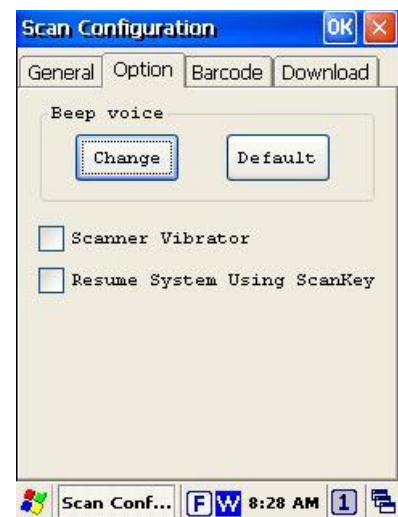 Scan Configuration OK
General Option Barcode Download
Beep voice
Change Default
Scanner Vibrator
Resume System Using ScanKey
Scan Conf... F W 8:28 AM 1